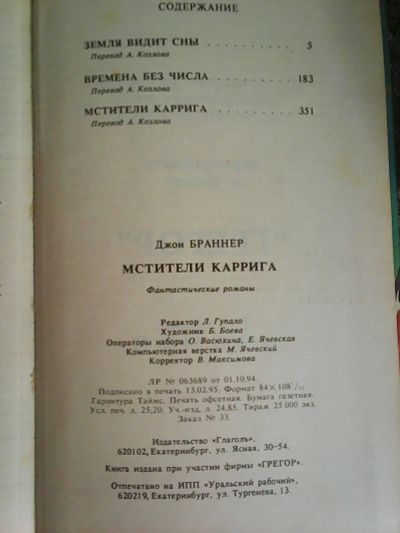 СОДЕРЖАНИЕ
ЗЕМЛЯ ВИДИТ СНЫ . . . . . . . . . . 5
Перевод А. Козлова
ВРЕМЕНА БЕЗ ЧИСЛА . . . . . . . . . 183
Перевод А. Козлова
МСТИТЕЛИ КАРРИГА . . . . . . . . . 351
Перевод А. Козлова
Джон БРАННЕР
МСТИТЕЛИ КАРРИГА
Фантастические романы
Редактор Л. Гупало
Художник Б. Боева
Операторы набора О. Васюхина, Е. Ячевская
Компьютерная верстка М. Ячевский
Корректор В. Максимова
ЛР № 063689 от 01.10.94.
Подписано в печать 13.02.95. Формат 84×108 1/32
Гарнитура Таймс. Печать офсетная. Бумага газетная.
Усл. печ. л. 25,20. Уч.-изд. л. 24,85. Тираж 25 000 экз.
Заказ № 33.
Издательство «Глаголъ»,
620102, Екатеринбург, ул. Ясная, 30-54.
Книга издана при участии фирмы «ГРЕГОР».
Отпечатано на ИПП «Уральский рабочий",
620219, Екатеринбург, ул. Тургенева, 13.